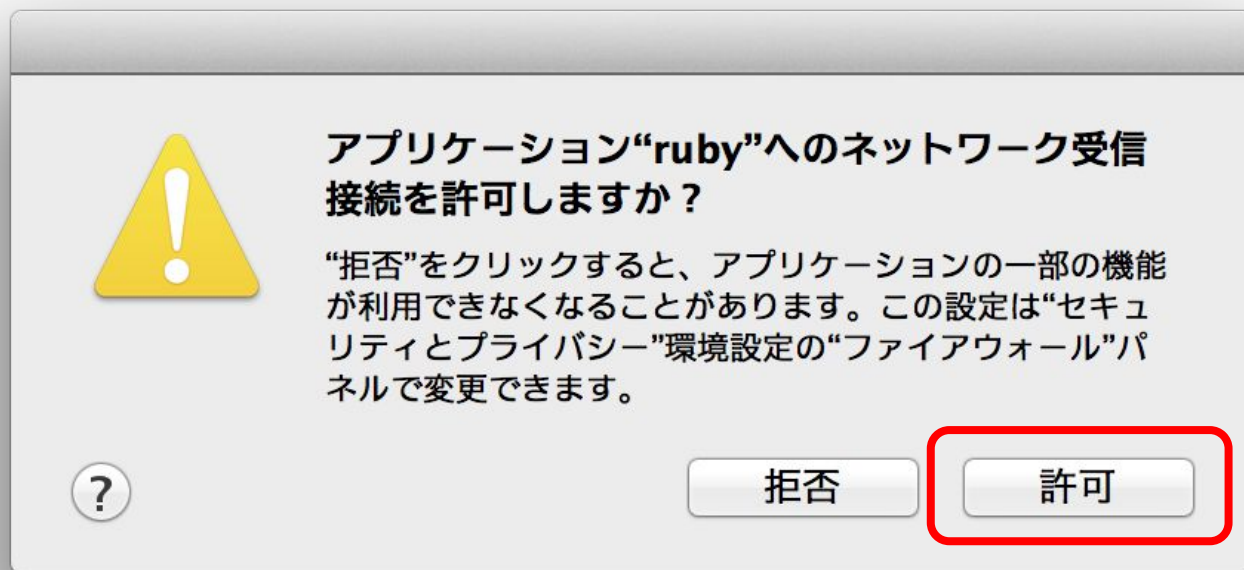 アプリケーション“ruby”へのネットワーク受信
接続を許可しますか？
“拒否”をクリックすると、アプリケーションの一部の機能
が利用できなくなることがあります。この設定は“セキュ
リティとプライバシー”環境設定の“ファイアウォール”パ
ネルで変更できます。
?
拒否
許可